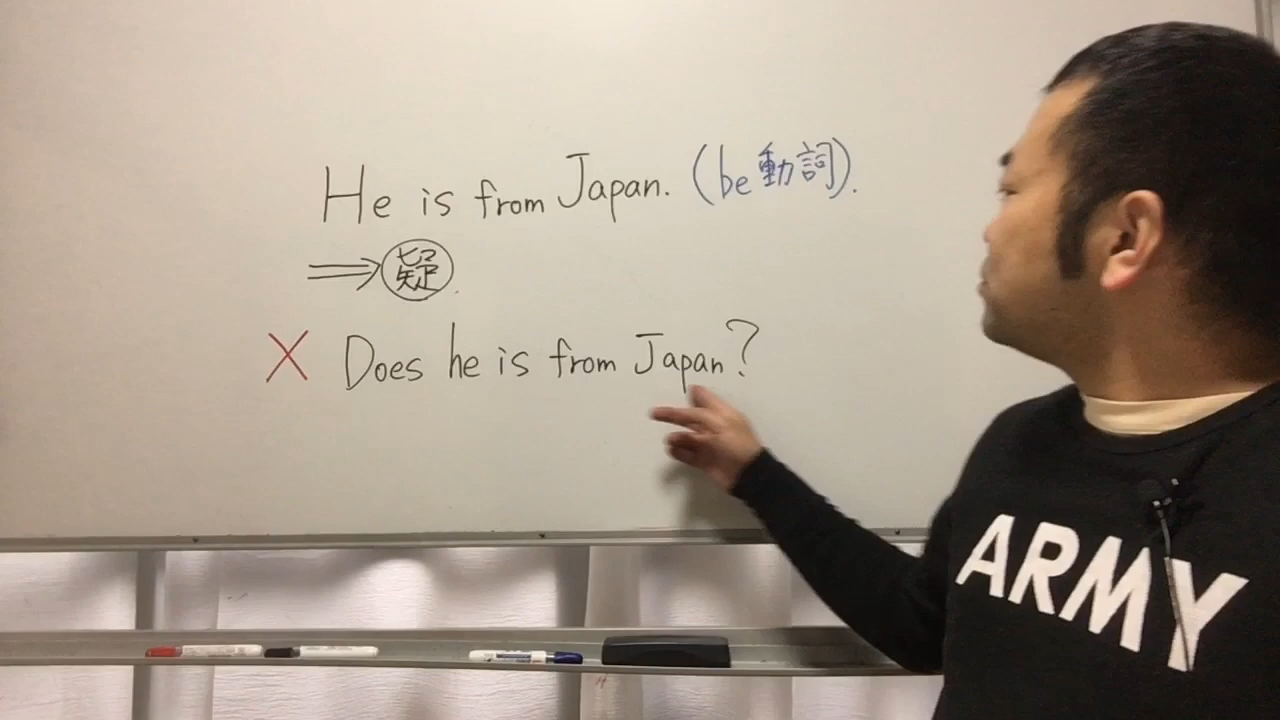 He is from Japan. (be動詞).
⇒ 疑.
× Does he is from Japan?
ARMY